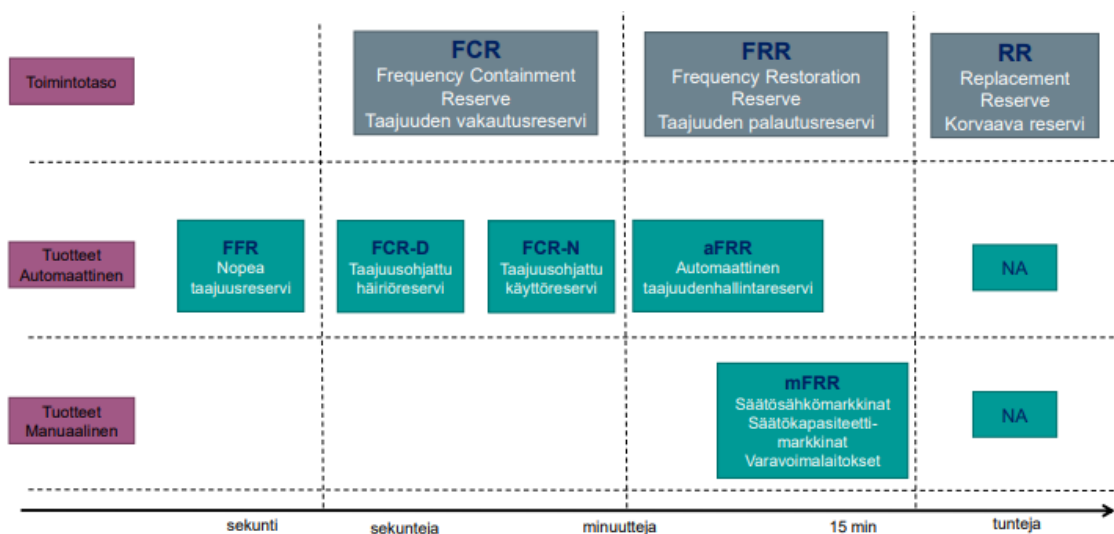 Toimintotaso
FCR
Frequency Containment
Reserve
Taajuuden vakautusreservi
FRR
Frequency Restoration
Reserve
Taajuuden palautusreservi
RR
Replacement
Reserve
Korvaava reservi
Tuotteet
Automaattinen
FFR
Nopea
taajuusreservi
FCR-D
Taajuusohjattu
häiriöreservi
FCR-N
Taajuusohjattu
käyttöreservi
aFRR
Automaattinen
taajuudenhallintareservi
NA
Tuotteet
Manuaalinen
mFRR
Säätösähkömarkkinat
Säätökapasiteetti-
markkinat
Varavoimalaitokset
NA
sekunti
sekunteja
minuutteja
15 min
tunteja